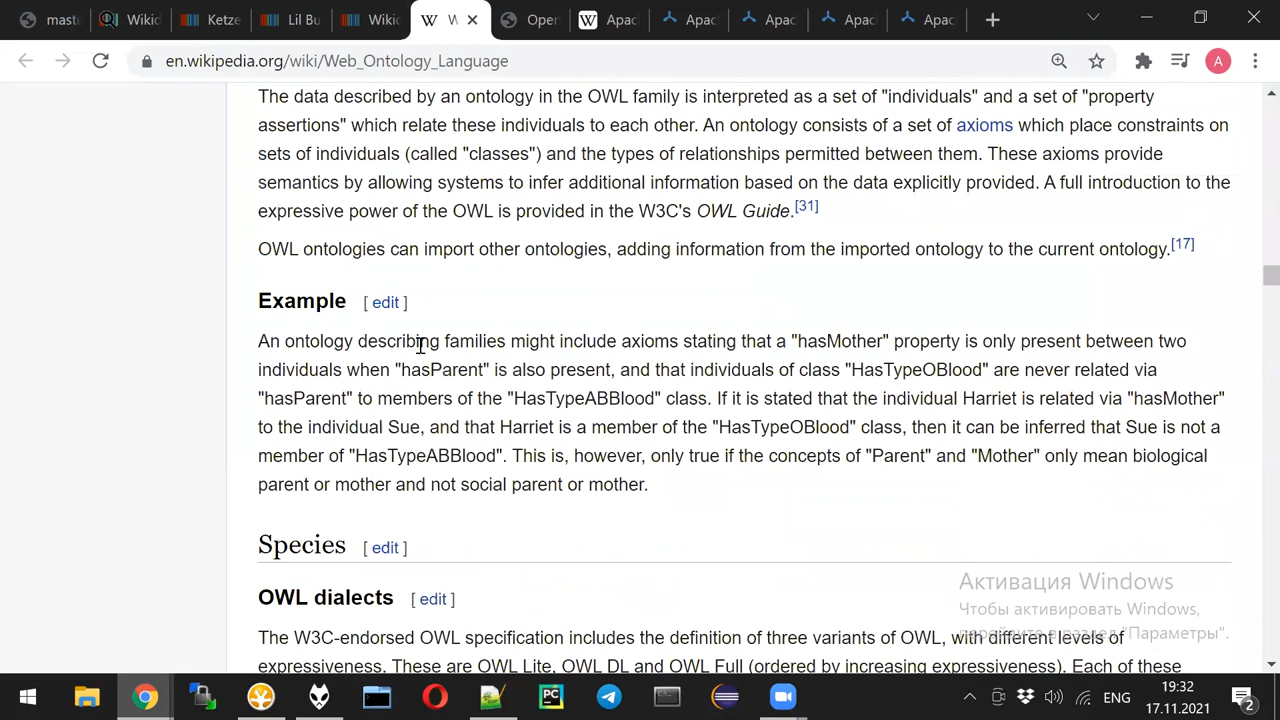 mast
Wikid
Ketze
Lil Bu
Wikic
W
Open
Apac
Apac
Apac
Apac
Apac
en.wikipedia.org/wiki/Web_Ontology_Language
A
The data described by an ontology in the OWL family is interpreted as a set of "individuals" and a set of "property
assertions" which relate these individuals to each other. An ontology consists of a set of axioms which place constraints on
sets of individuals (called "classes") and the types of relationships permitted between them. These axioms provide
semantics by allowing systems to infer additional information based on the data explicitly provided. A full introduction to the
expressive power of the OWL is provided in the W3C's OWL Guide.[31]
OWL ontologies can import other ontologies, adding information from the imported ontology to the current ontology.[17]
Example [ edit ]
An ontology describing families might include axioms stating that a "hasMother" property is only present between two
individuals when "hasParent" is also present, and that individuals of class "HasTypeOBlood" are never related via
"hasParent" to members of the "HasTypeABBlood" class. If it is stated that the individual Harriet is related via "hasMother"
to the individual Sue, and that Harriet is a member of the "HasTypeOBlood" class, then it can be inferred that Sue is not a
member of "HasTypeABBlood". This is, however, only true if the concepts of "Parent" and "Mother" only mean biological
parent or mother and not social parent or mother.
Species [ edit ]
Активация Windows
OWL dialects [ edit ]
Чтобы активировать Windows,
перейдите в раздел "Параметры".
The W3C-endorsed OWL specification includes the definition of three variants of OWL, with different levels of
expressiveness. These are OWL Lite, OWL DL and OWL Full (ordered by increasing expressiveness). Each of these
PC
ENG
19:32
17.11.2021
2